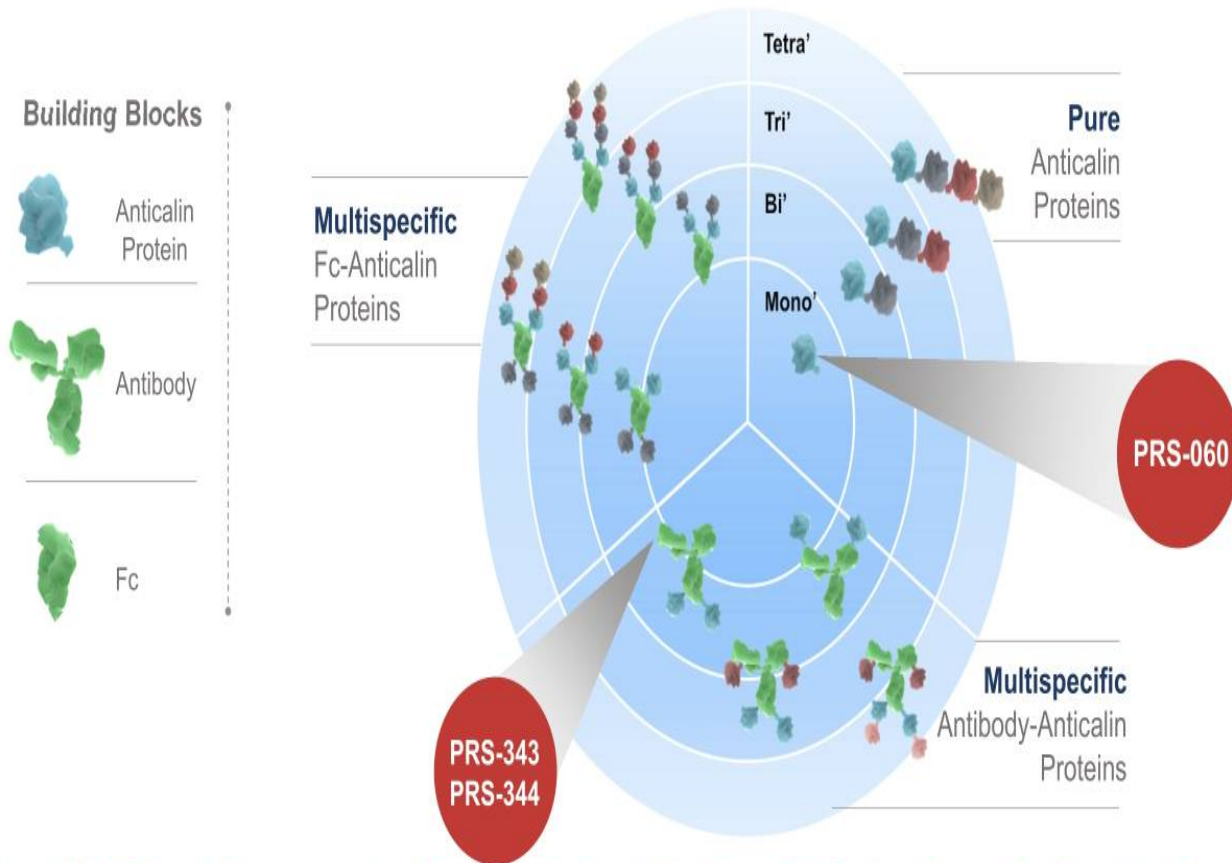 Building Blocks
Anticalin
Protein
Antibody
Fc
Multispecific
Fc-Anticalin
Proteins
Tetra'
Tri'
Bi'
Mono'
Pure
Anticalin
Proteins
PRS-060
PRS-343
PRS-344
Multispecific
Antibody-Anticalin
Proteins